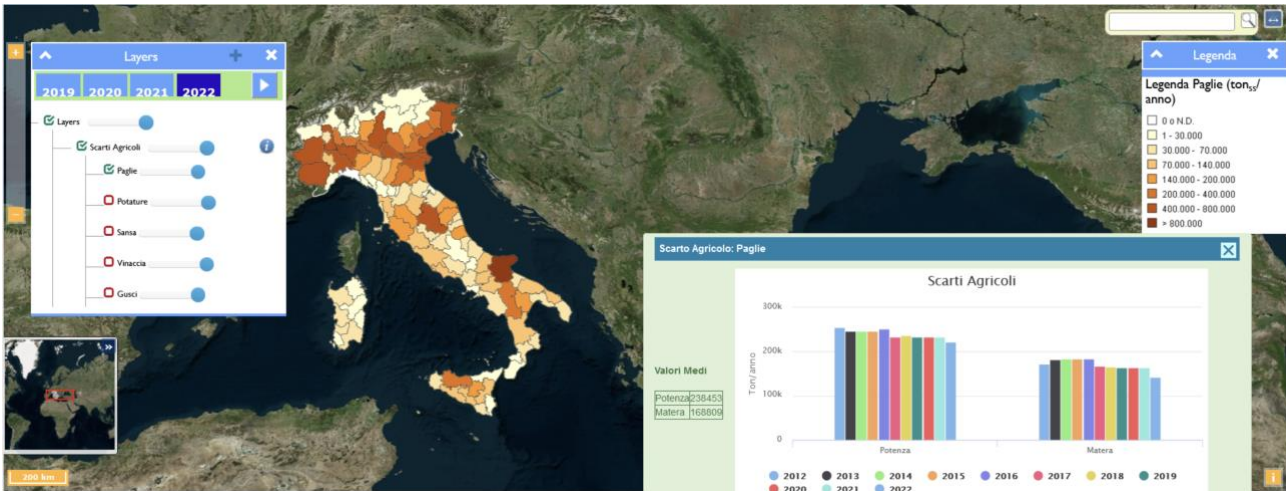 Layers
2019 2020 2021 2022
Layers
Scarti Agricoli
Paglie
Potature
Sansa
Vinaccia
Gusci
200 km
Legenda
Legenda Paglie (tonss/
anno)
0 o N.D.
1 - 30.000
30.000 - 70.000
70.000 - 140.000
140.000 - 200.000
200.000 - 400.000
400.000 - 800.000
> 800.000
Scarto Agricolo: Paglie
Valori Medi
Potenza 238453
Matera 168809
Scarti Agricoli
Ton/anno
300k
200k
100k
0
Potenza Matera
2012 2013 2014 2015 2016 2017 2018 2019
2020 2021 2022